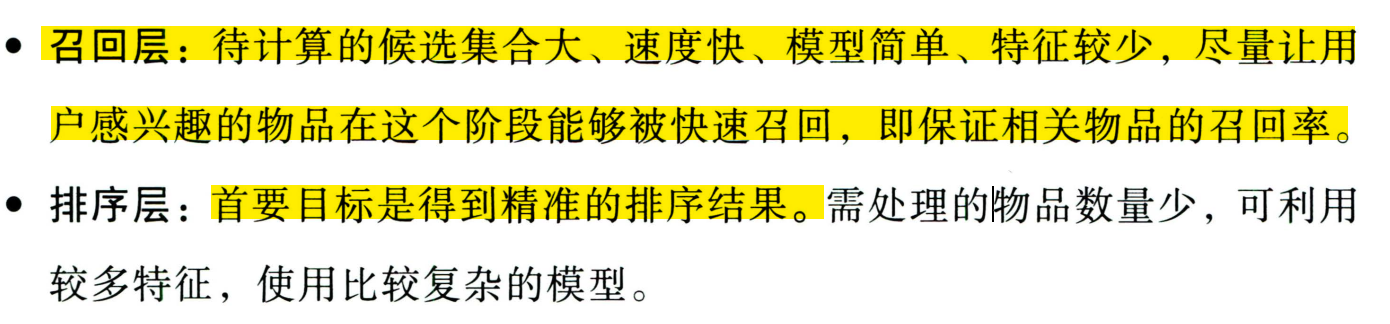 • 召回层：待计算的候选集合大、速度快、模型简单、特征较少，尽量让用
户感兴趣的物品在这个阶段能够被快速召回，即保证相关物品的召回率。
• 排序层：首要目标是得到精准的排序结果。需处理的物品数量少，可利用
较多特征，使用比较复杂的模型。